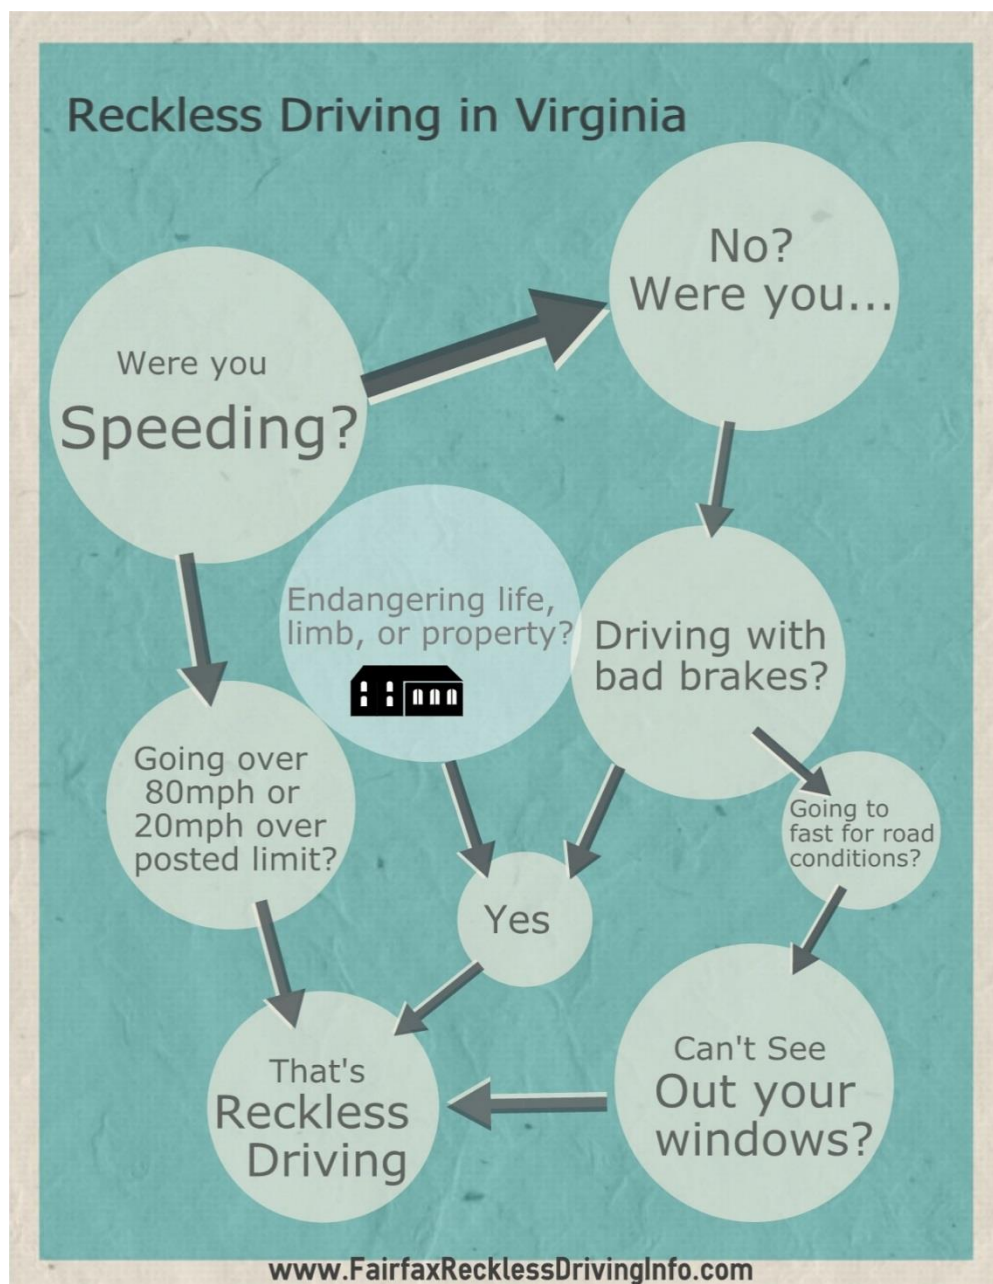 Reckless Driving in Virginia
No?
Were you...
Were you
Speeding?
Endangering life,
limb, or property?
Driving with
bad brakes?
Going over
80mph or
20mph over
posted limit?
Going to
fast for road
conditions?
Yes
That's
Reckless
Driving
Can't See
Out your
windows?
www.FairfaxRecklessDrivingInfo.com